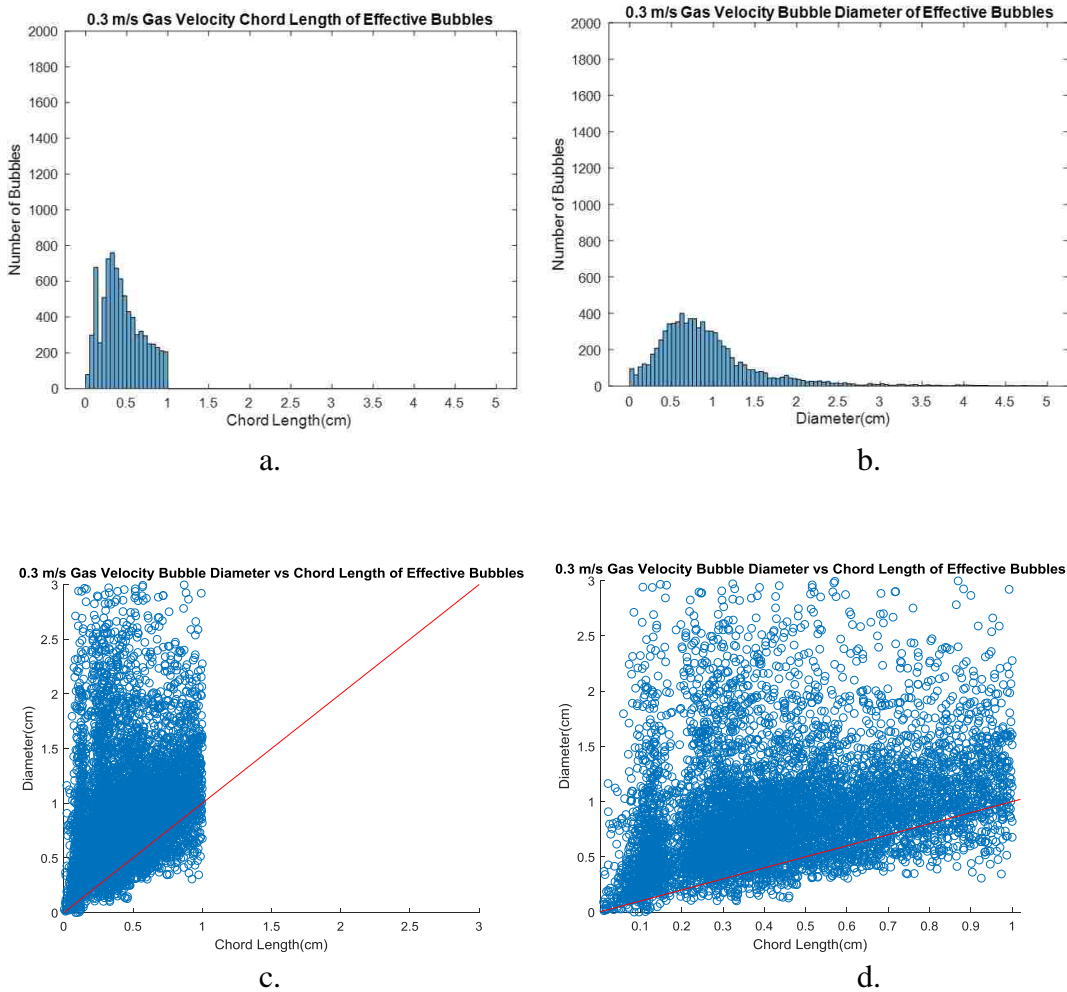 0.3 m/s Gas Velocity Chord Length of Effective Bubbles
2000
1800
1600
1400
1200
1000
800
600
400
200
0
Number of Bubbles
0 0.5 1 1.5 2 2.5 3 3.5 4 4.5 5
Chord Length(cm)
a.
0.3 m/s Gas Velocity Bubble Diameter of Effective Bubbles
2000
1800
1600
1400
1200
1000
800
600
400
200
0
Number of Bubbles
0 0.5 1 1.5 2 2.5 3 3.5 4 4.5 5
Diameter(cm)
b.
0.3 m/s Gas Velocity Bubble Diameter vs Chord Length of Effective Bubbles
3
2.5
2
1.5
1
0.5
0
Diameter(cm)
0 0.5 1 1.5 2 2.5 3
Chord Length(cm)
c.
0.3 m/s Gas Velocity Bubble Diameter vs Chord Length of Effective Bubbles
3
2.5
2
1.5
1
0.5
0
Diameter(cm)
0.1 0.2 0.3 0.4 0.5 0.6 0.7 0.8 0.9 1
Chord Length(cm)
d.